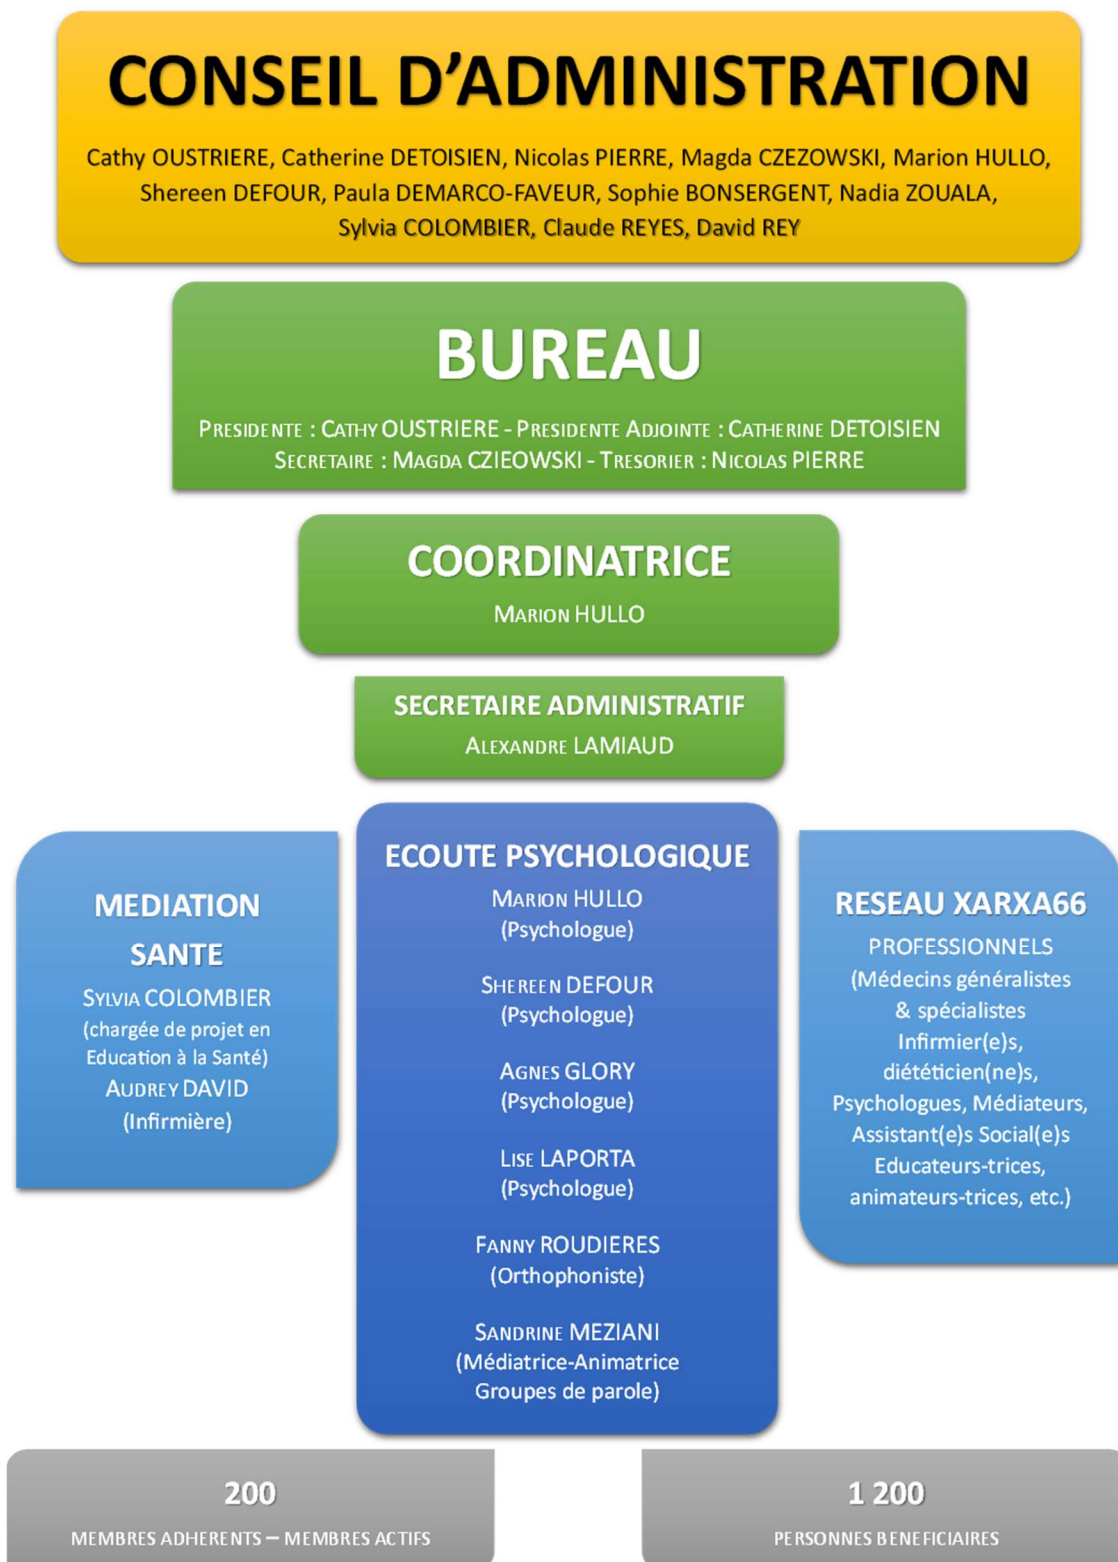 CONSEIL D'ADMINISTRATION
Cathy OUSTRIERE, Catherine DETOISIEN, Nicolas PIERRE, Magda CZEZOWSKI, Marion HULLO,
Shereen DEFOUR, Paula DEMARCO-FAVEUR, Sophie BONSERGENT, Nadia ZOUALA,
Sylvia COLOMBIER, Claude REYES, David REY
BUREAU
PRESIDENTE : CATHY OUSTRIERE - PRESIDENTE ADJOINTE : CATHERINE DETOISIEN
SECRETAIRE : MAGDA CZIEOWSKI - TRESORIER : NICOLAS PIERRE
COORDINATRICE
MARION HULLO
SECRETAIRE ADMINISTRATIF
ALEXANDRE LAMIAUD
MEDIATION
SANTE
SYLVIA COLOMBIER
(chargée de projet en
Education à la Santé)
AUDREY DAVID
(Infirmière)
ECOUTE PSYCHOLOGIQUE
MARION HULLO
(Psychologue)
SHEREEN DEFOUR
(Psychologue)
AGNES GLORY
(Psychologue)
LISE LAPORTA
(Psychologue)
FANNY ROUDIERES
(Orthophoniste)
SANDRINE MEZIANI
(Médiatrice-Animatrice
Groupes de parole)
RESEAU XARXA66
PROFESSIONNELS
(Médecins généralistes
& spécialistes
Infirmier(e)s,
diététicien(ne)s,
Psychologues, Médiateurs,
Assistant(e)s Social(e)s
Educateurs-trices,
animateurs-trices, etc.)
200
MEMBRES ADHERENTS – MEMBRES ACTIFS
1 200
PERSONNES BENEFICIAIRES